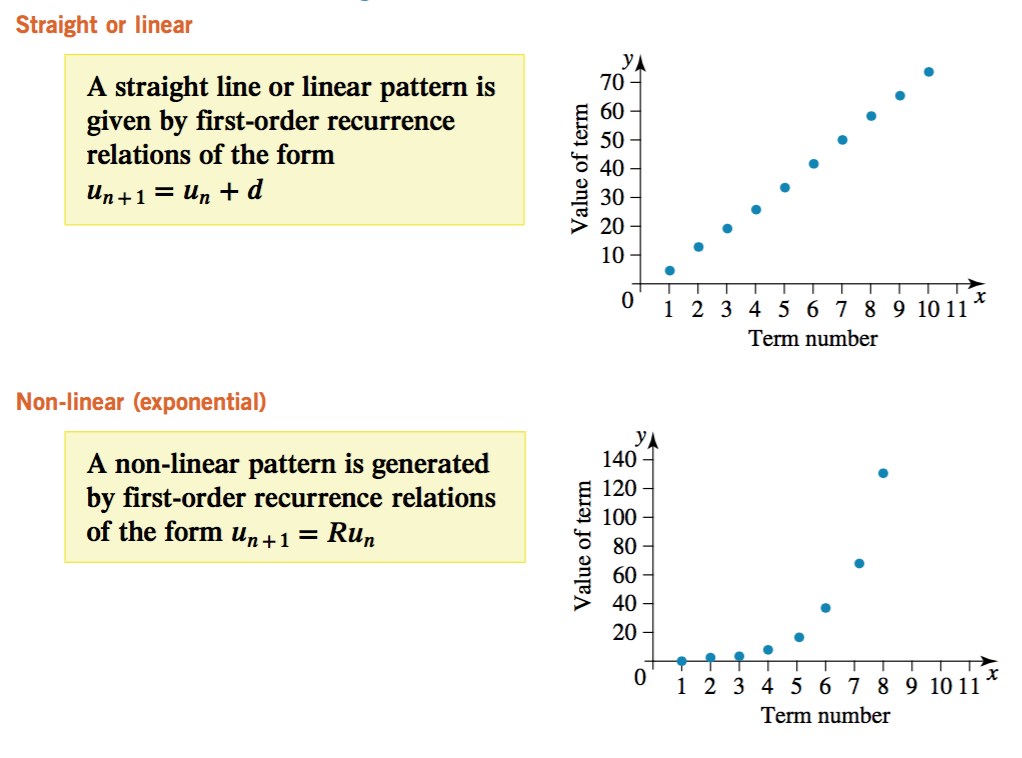 Straight or linear
A straight line or linear pattern is
given by first-order recurrence
relations of the form
uₙ₊₁ = uₙ + d
y
70
60
50
40
30
20
10
0
Value of term
1 2 3 4 5 6 7 8 9 10 11 x
Term number
Non-linear (exponential)
A non-linear pattern is generated
by first-order recurrence relations
of the form uₙ₊₁ = Ruₙ
y
140
120
100
80
60
40
20
0
Value of term
1 2 3 4 5 6 7 8 9 10 11 x
Term number